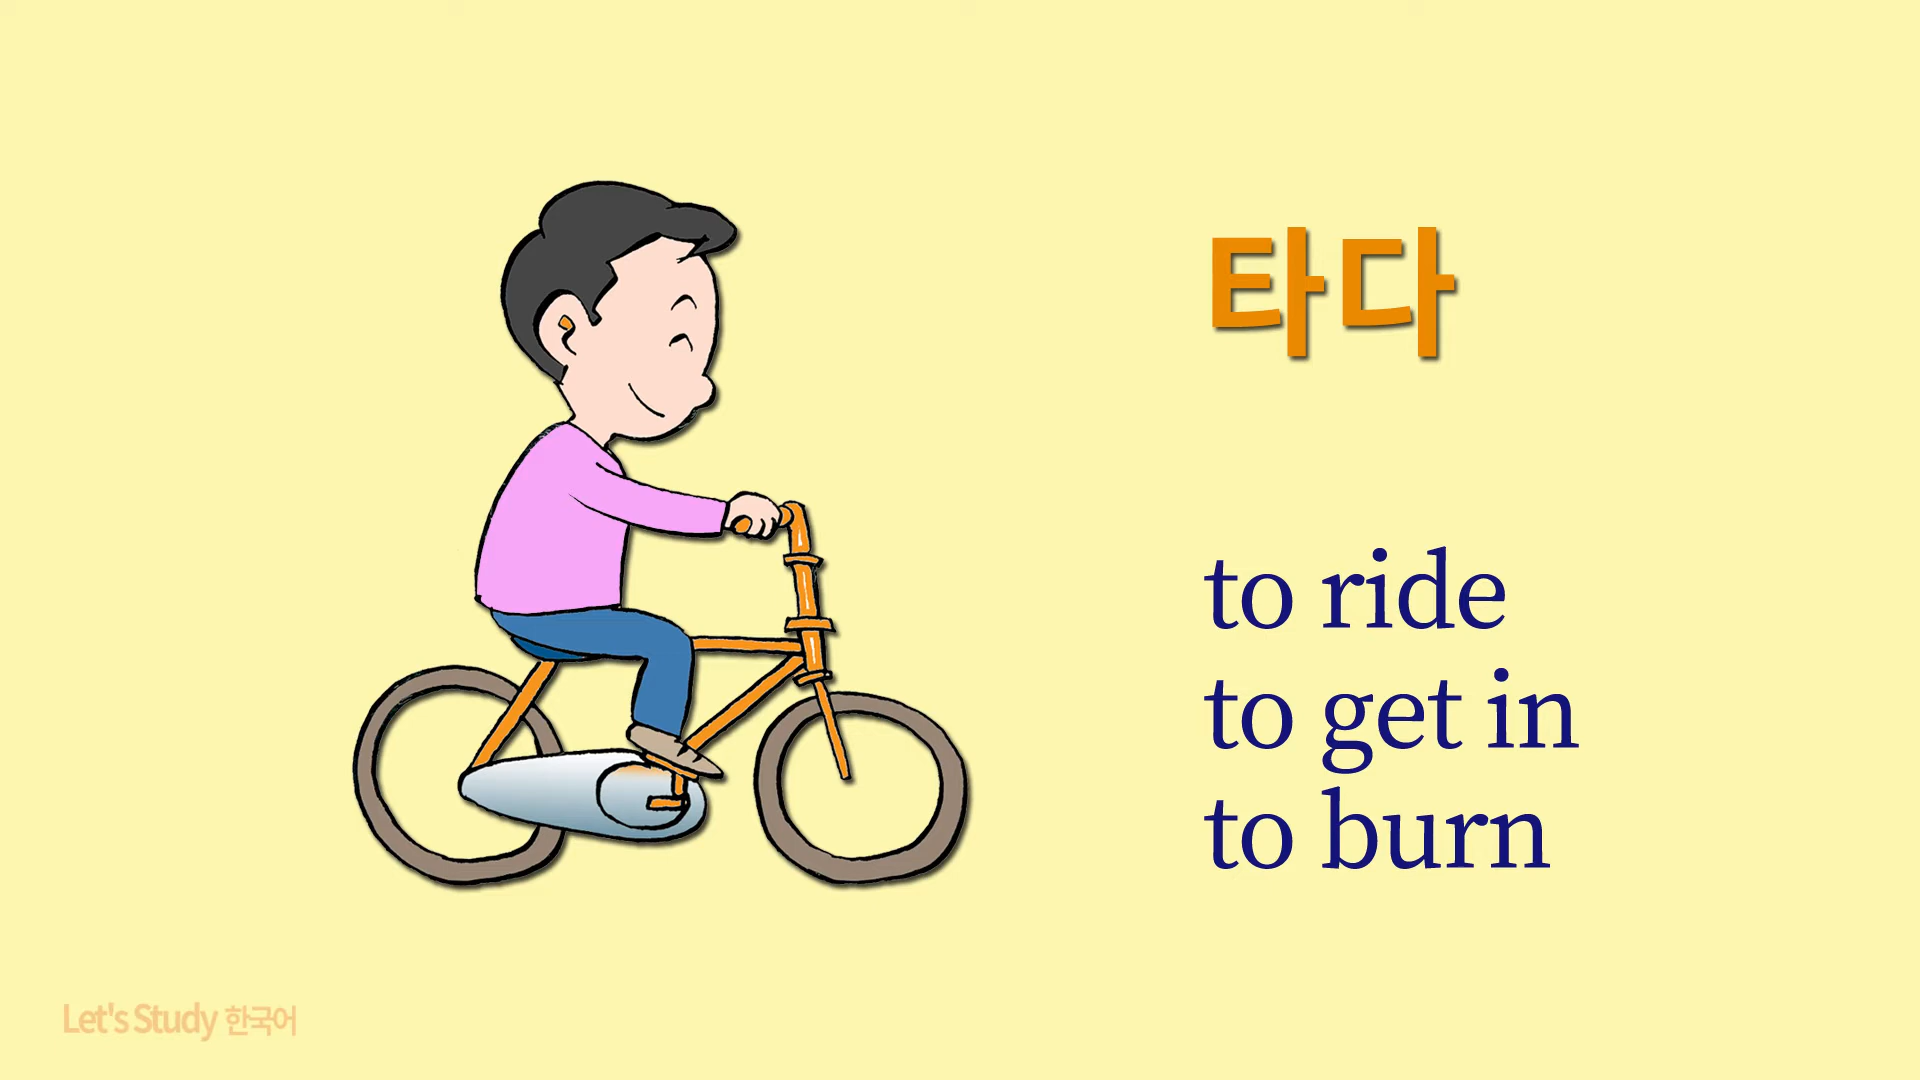 타다
to ride
to get in
to burn
Let's Study 한국어